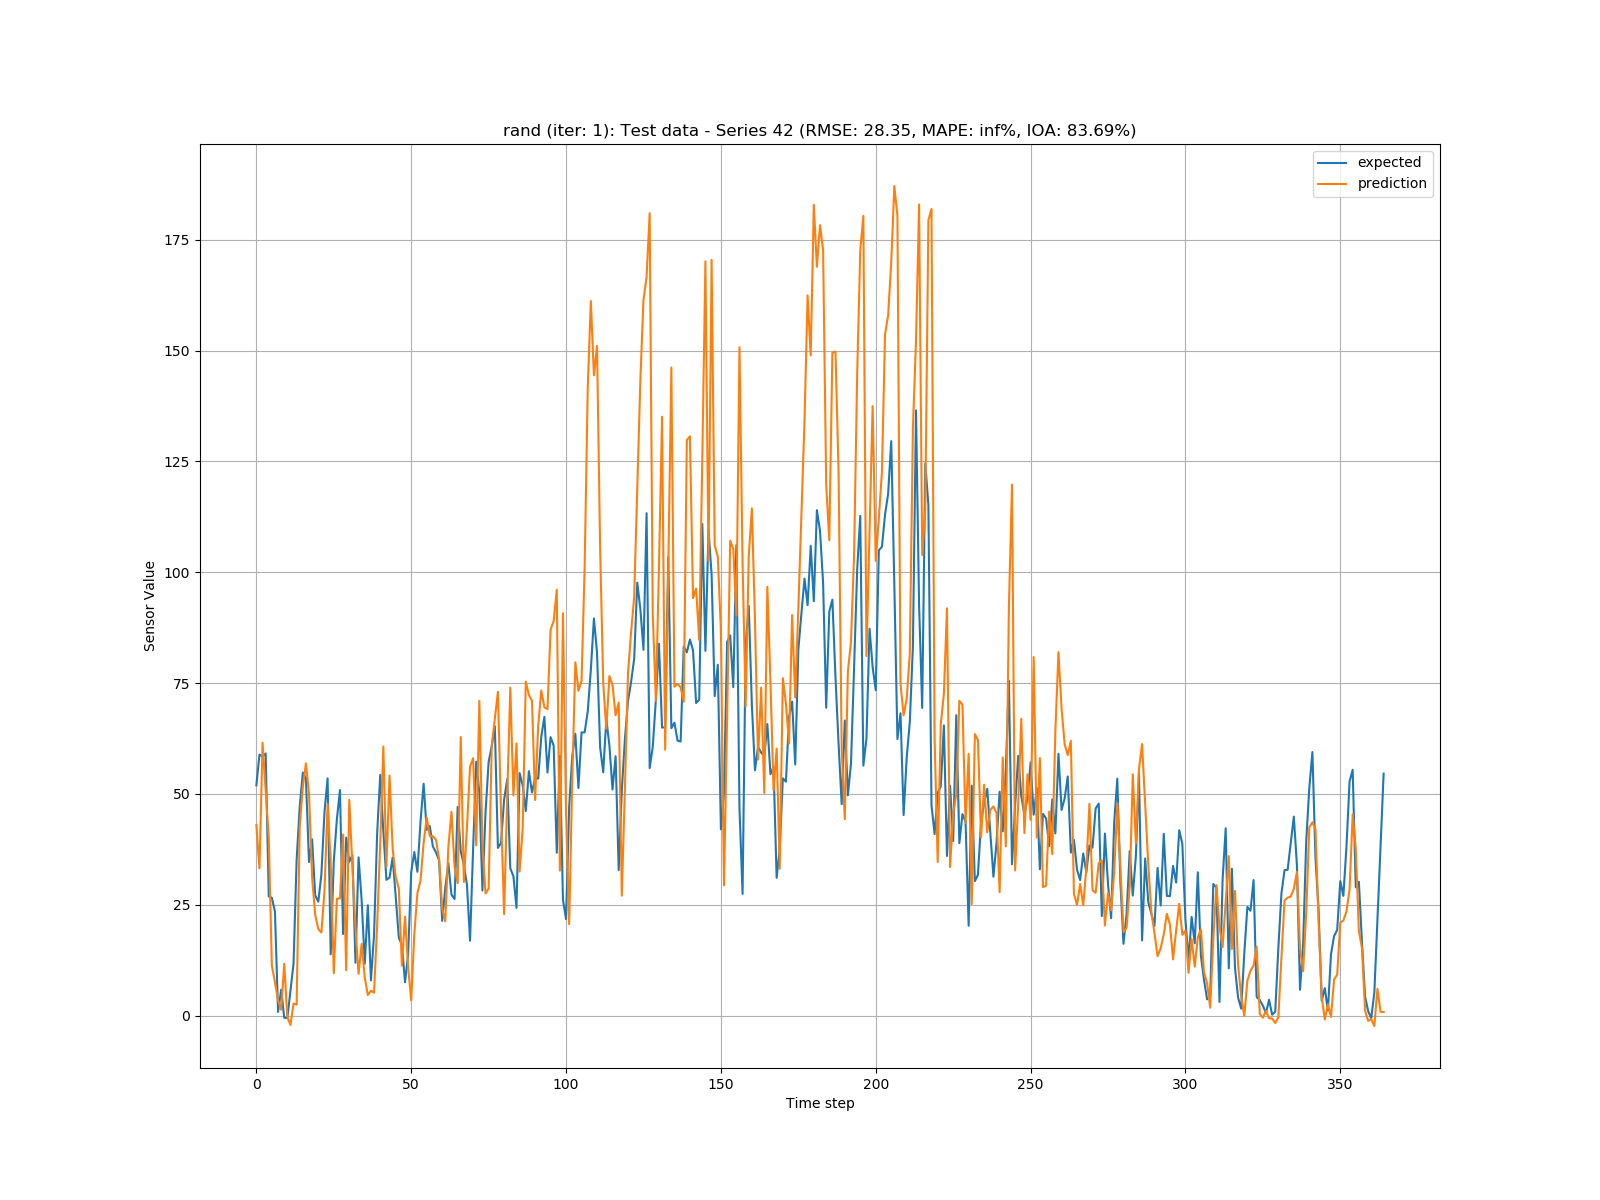 rand (iter: 1): Test data - Series 42 (RMSE: 28.35, MAPE: inf%, IOA: 83.69%)
expected
prediction
175
150
125
100
75
50
25
0
Sensor Value
0 50 100 150 200 250 300 350
Time step